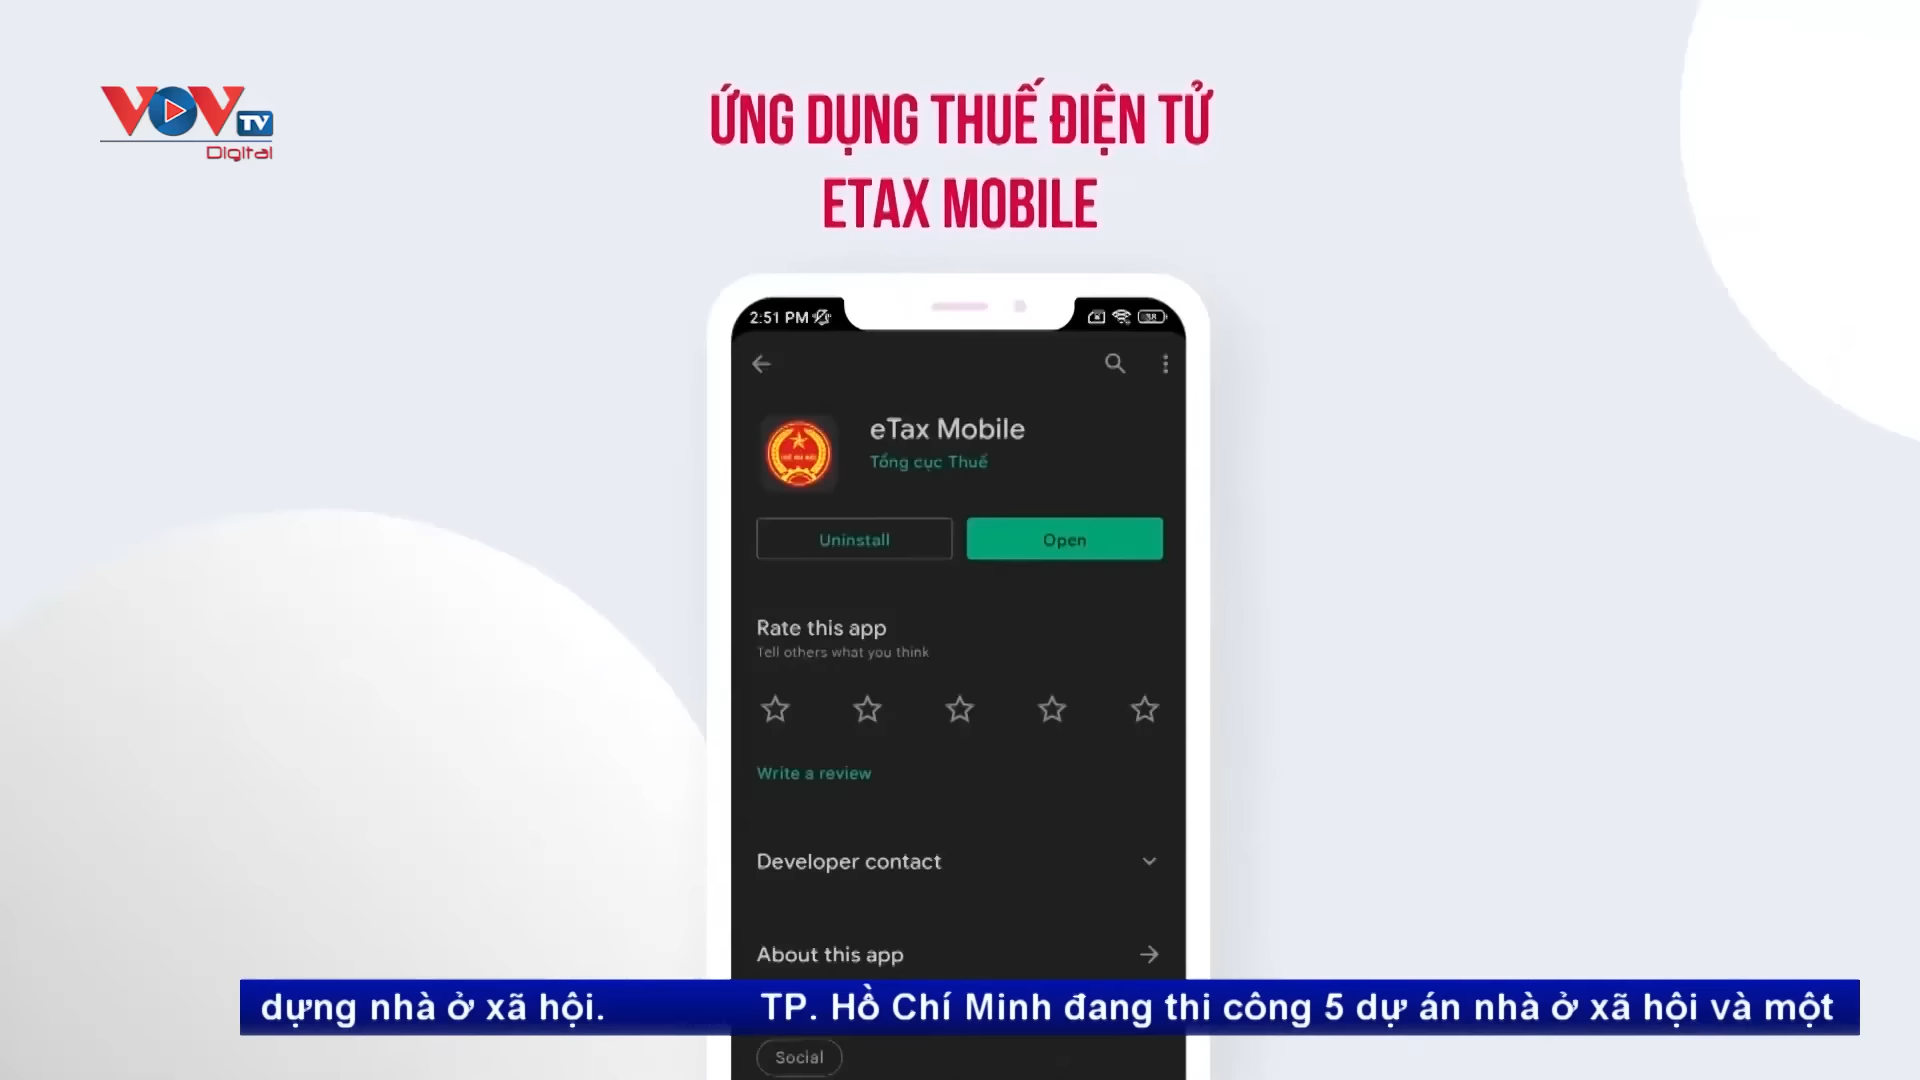 VOV TV
Digital
ỨNG DỤNG THUẾ ĐIỆN TỬ
ETAX MOBILE
2:51 PM
eTax Mobile
Tổng cục Thuế
Uninstall
Open
Rate this app
Tell others what you think
Write a review
Developer contact
About this app
dựng nhà ở xã hội. TP. Hồ Chí Minh đang thi công 5 dự án nhà ở xã hội và một
Social